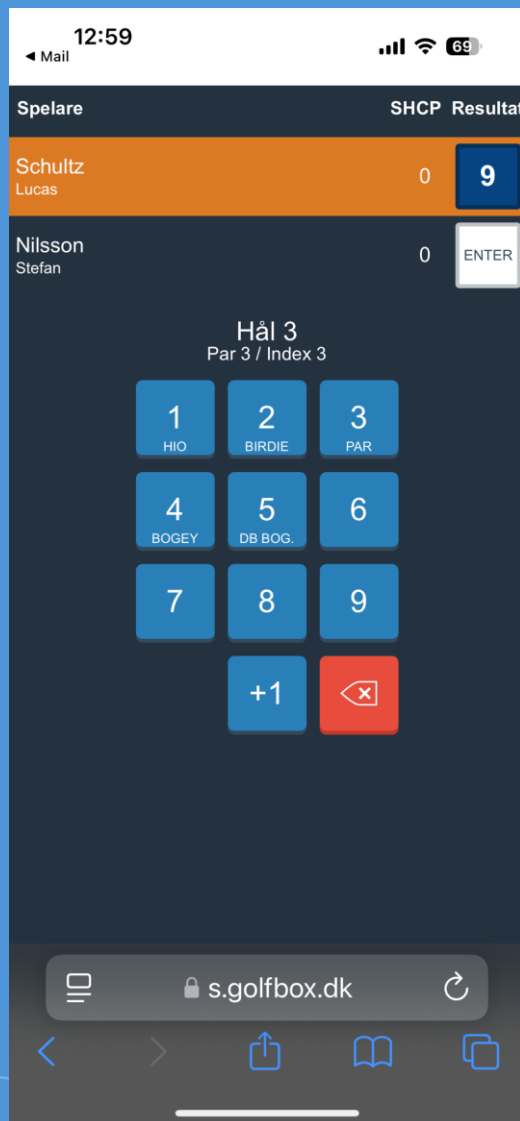 12:59
◀ Mail
69
Spelare SHCP Resultat
Schultz
Lucas
0 9
Nilsson
Stefan
0 ENTER
Hål 3
Par 3 / Index 3
1 2 3
HIO BIRDIE PAR
4 5 6
BOGEY DB BOG.
7 8 9
+1
s.golfbox.dk